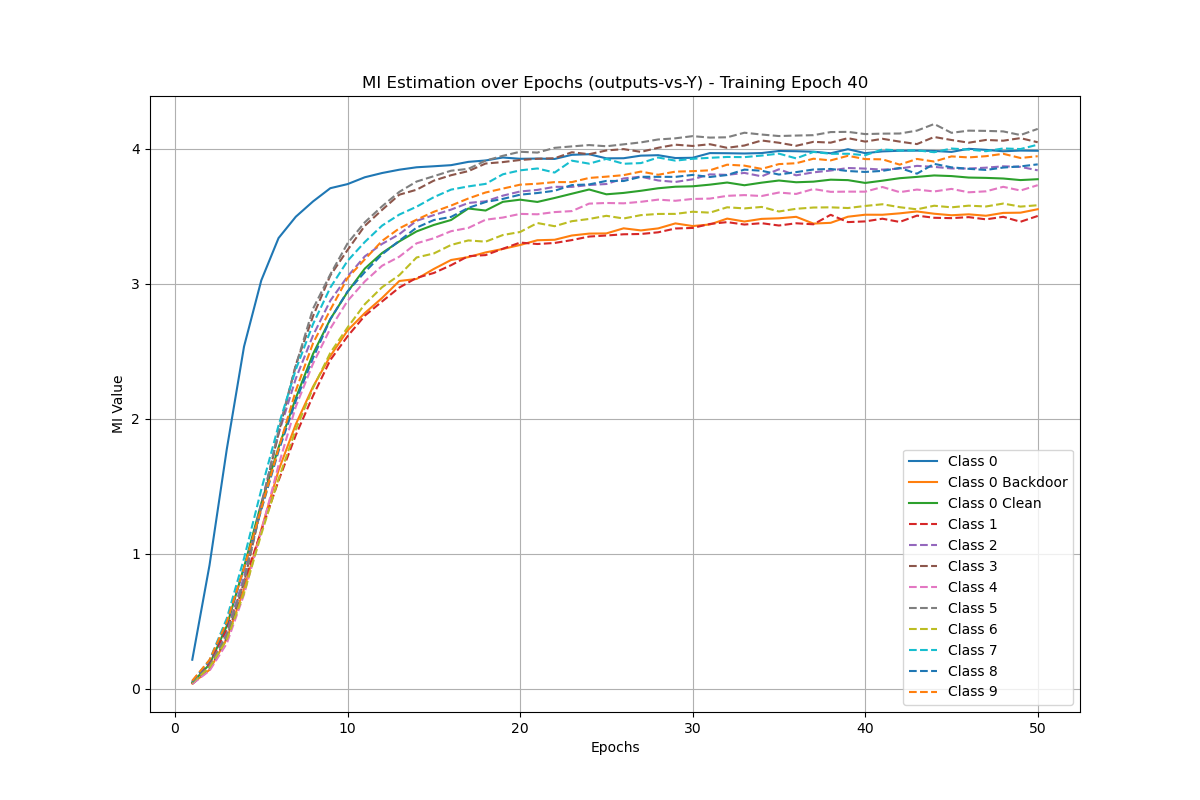 MI Estimation over Epochs (outputs-vs-Y) - Training Epoch 40
MI Value
4
3
2
1
0
0 10 20 30 40 50
Epochs
Class 0
Class 0 Backdoor
Class 0 Clean
Class 1
Class 2
Class 3
Class 4
Class 5
Class 6
Class 7
Class 8
Class 9